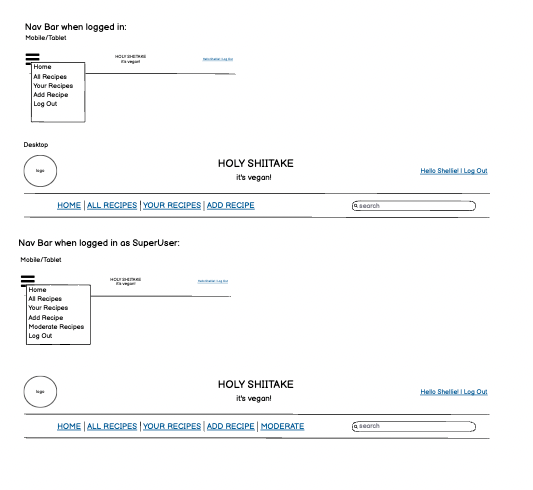 Nav Bar when logged in:
Mobile/Tablet
HOLY SHIITAKE
it's vegan!
Hello Shellie! | Log Out
Home
All Recipes
Your Recipes
Add Recipe
Log Out
Desktop
logo
HOLY SHIITAKE
it's vegan!
Hello Shellie! | Log Out
HOME | ALL RECIPES | YOUR RECIPES | ADD RECIPE
search
Nav Bar when logged in as SuperUser:
Mobile/Tablet
HOLY SHIITAKE
it's vegan!
Hello Shellie! | Log Out
Home
All Recipes
Your Recipes
Add Recipe
Moderate Recipes
Log Out
logo
HOLY SHIITAKE
it's vegan!
Hello Shellie! | Log Out
HOME | ALL RECIPES | YOUR RECIPES | ADD RECIPE | MODERATE
search